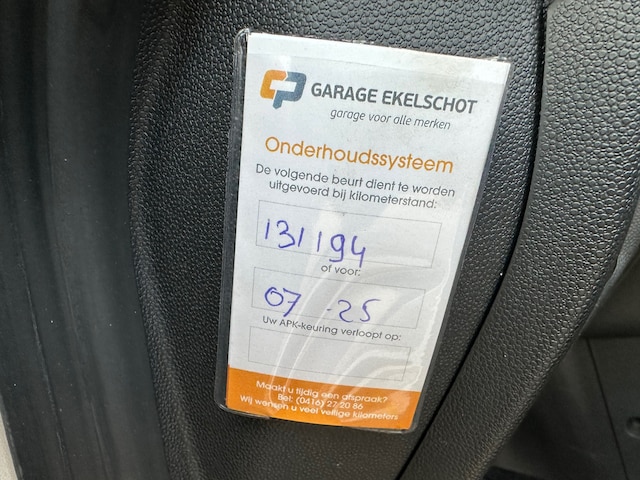 GARAGE EKELSCHOT
garage voor alle merken
Onderhoudssysteem
De volgende beurt dient te worden
uitgevoerd bij kilometerstand:
131194
of voor:
07 - 25
Uw APK-keuring verloopt op:
Maakt u tijdig een afspraak?
Bel: (0416) 27 20 86
Wij wensen u veel veilige kilometers